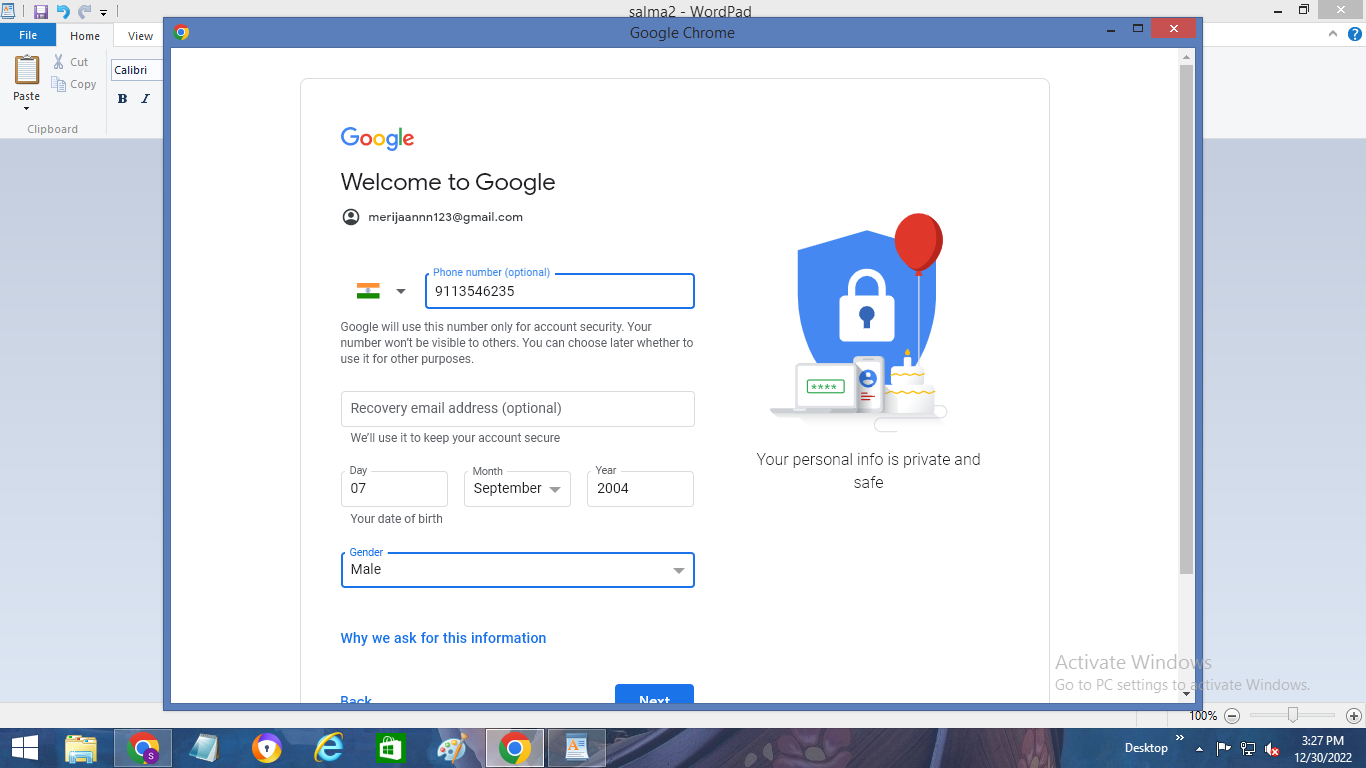 salma2 - WordPad
File
Home
View
Google Chrome
Paste
Cut
Copy
Calibri
B
I
Clipboard
Google
Welcome to Google
merijaannn123@gmail.com
Phone number (optional)
9113546235
Google will use this number only for account security. Your
number won't be visible to others. You can choose later whether to
use it for other purposes.
Recovery email address (optional)
We'll use it to keep your account secure
Day
07
Month
September
Year
2004
Your date of birth
Gender
Male
Why we ask for this information
Back
Next
****
Your personal info is private and
safe
Activate Windows
Go to PC settings to activate Windows.
100%
S
Desktop
3:27 PM
12/30/2022